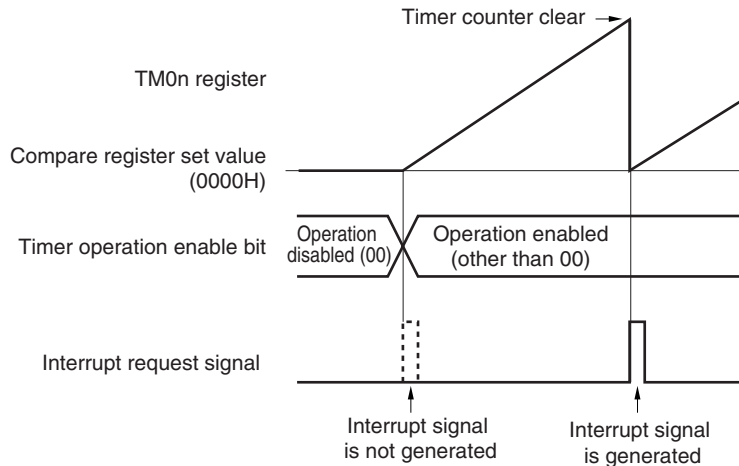 Timer counter clear
TM0n register
Compare register set value
(0000H)
Timer operation enable bit
Operation
disabled (00)
Operation enabled
(other than 00)
Interrupt request signal
Interrupt signal
is not generated
Interrupt signal
is generated